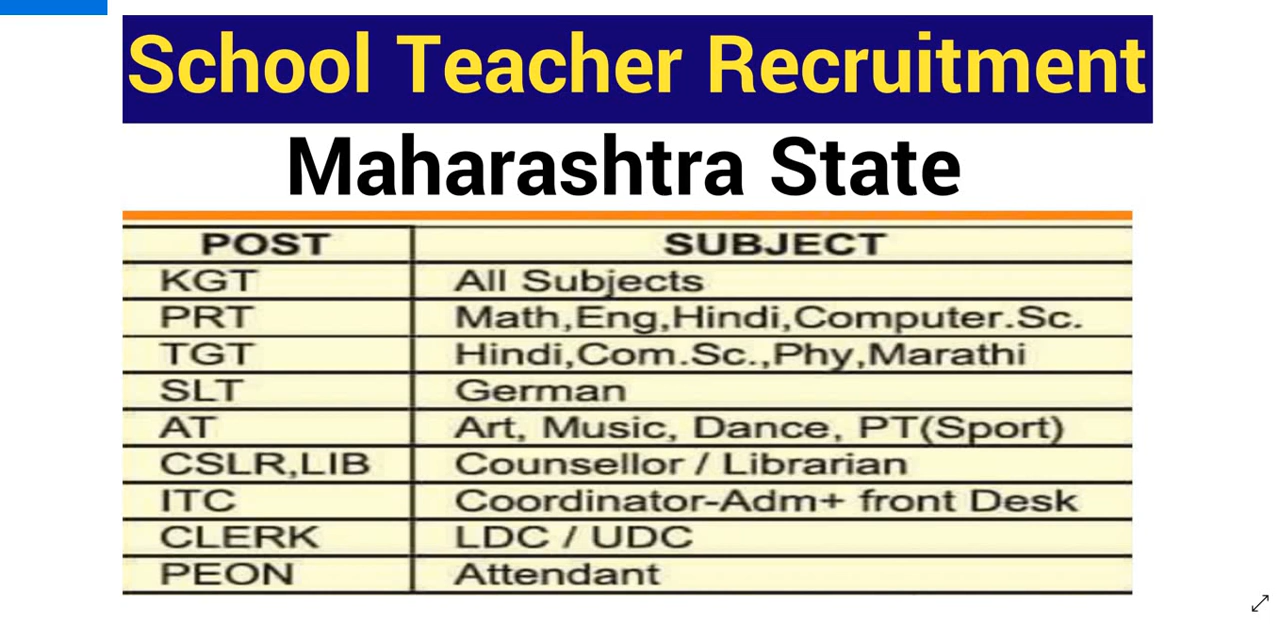 School Teacher Recruitment
Maharashtra State
POST SUBJECT
KGT All Subjects
PRT Math,Eng,Hindi,Computer.Sc.
TGT Hindi,Com.Sc.,Phy,Marathi
SLT German
AT Art, Music, Dance, PT(Sport)
CSLR,LIB Counsellor / Librarian
ITC Coordinator-Adm+ front Desk
CLERK LDC / UDC
PEON Attendant